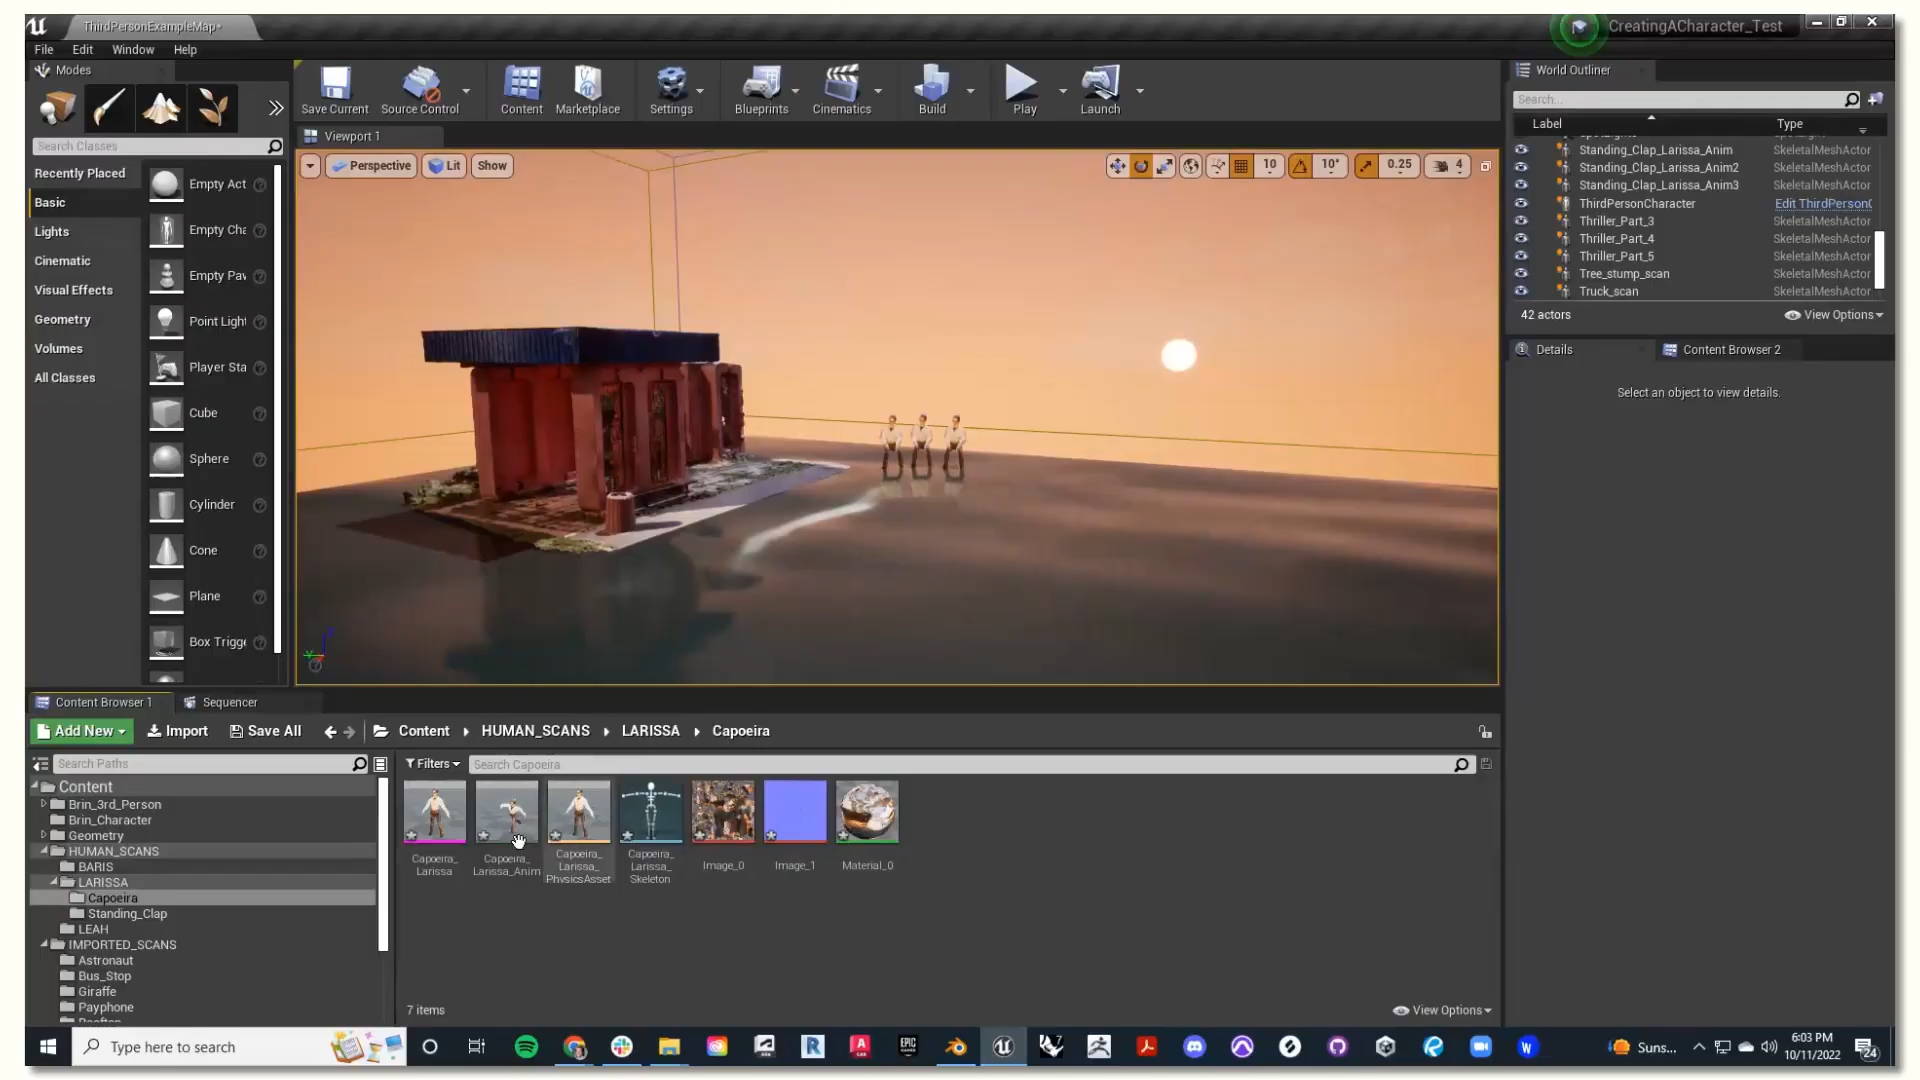 ThirdPersonExampleMap*
CreatingACharacter_Test
File Edit Window Help
Modes
Save Current
Source Control
Content
Marketplace
Settings
Blueprints
Cinematics
Build
Play
Launch
World Outliner
Search...
Label
Type
Viewport 1
Search Classes
Perspective
Lit
Show
10
10°
0.25
4
Recently Placed
Basic
Lights
Cinematic
Visual Effects
Geometry
Volumes
All Classes
Empty Act
Empty Cha
Empty Paw
Point Light
Player Sta
Cube
Sphere
Cylinder
Cone
Plane
Box Trigge
Standing_Clap_Larissa_Anim SkeletalMeshActor
Standing_Clap_Larissa_Anim2 SkeletalMeshActor
Standing_Clap_Larissa_Anim3 SkeletalMeshActor
ThirdPersonCharacter Edit ThirdPersonC
Thriller_Part_3 SkeletalMeshActor
Thriller_Part_4 SkeletalMeshActor
Thriller_Part_5 SkeletalMeshActor
Tree_stump_scan SkeletalMeshActor
Truck_scan SkeletalMeshActor
42 actors
View Options
Details
Content Browser 2
Select an object to view details.
Content Browser 1
Sequencer
Add New
Import
Save All
Content
HUMAN_SCANS
LARISSA
Capoeira
Search Paths
Filters
Search Capoeira
Content
Brin_3rd_Person
Brin_Character
Geometry
HUMAN_SCANS
BARIS
LARISSA
Capoeira
Standing_Clap
LEAH
IMPORTED_SCANS
Astronaut
Bus_Stop
Giraffe
Payphone
Capoeira_
Larissa
Capoeira_
Larissa_Anim
Capoeira_
Larissa_
PhysicsAsset
Capoeira_
Larissa_
Skeleton
Image_0
Image_1
Material_0
7 items
View Options
Type here to search
EPIC
GAMES
Suns...
6:03 PM
10/11/2022
24